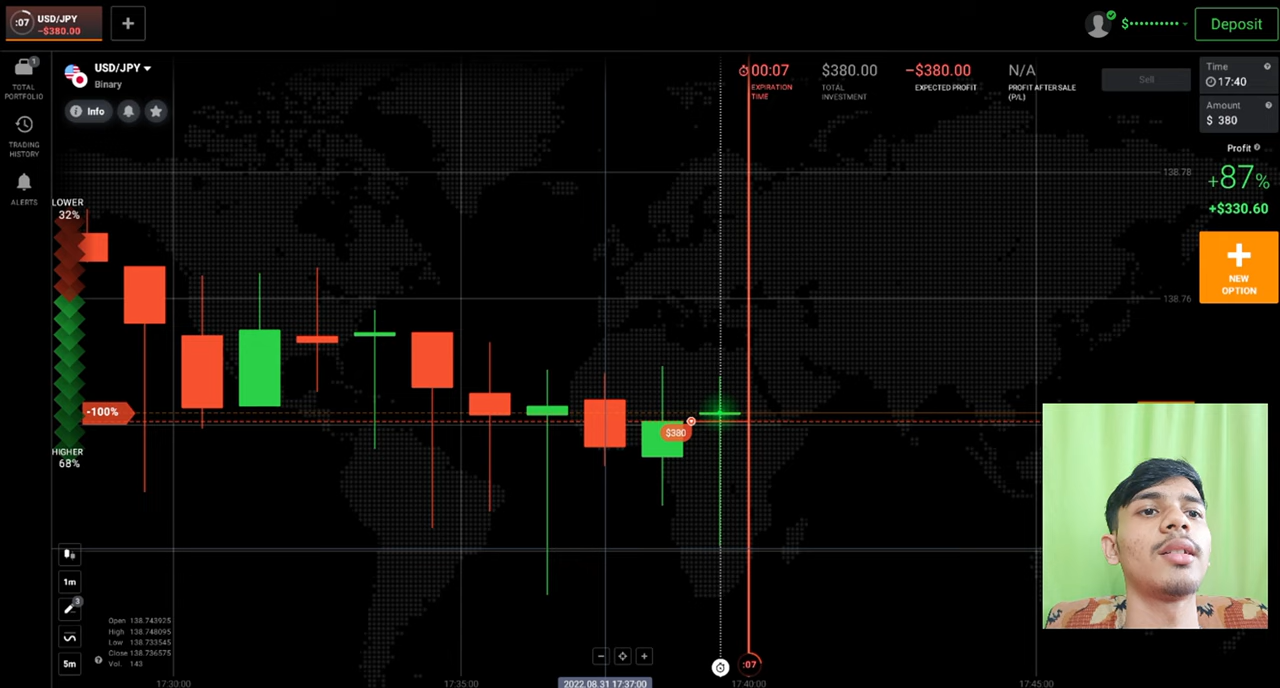 :07
USD/JPY
−$380.00
+
Deposit
TOTAL
PORTFOLIO
1
TRADING
HISTORY
ALERTS
USD/JPY
Binary
Info
00:07
EXPIRATION
TIME
$380.00
TOTAL
INVESTMENT
−$380.00
EXPECTED PROFIT
N/A
PROFIT AFTER SALE
(P/L)
Sell
Time
17:40
Amount
$ 380
Profit
+87%
+$330.60
NEW
OPTION
LOWER
32%
-100%
HIGHER
68%
$380
138.78
138.76
1m
3
5m
Open 138.743925
High 138.748095
Low 138.733545
Close 138.736575
Vol. 143
− +
:07
17:30:00
17:35:00
2022.08.31 17:37:00
17:40:00
17:45:00